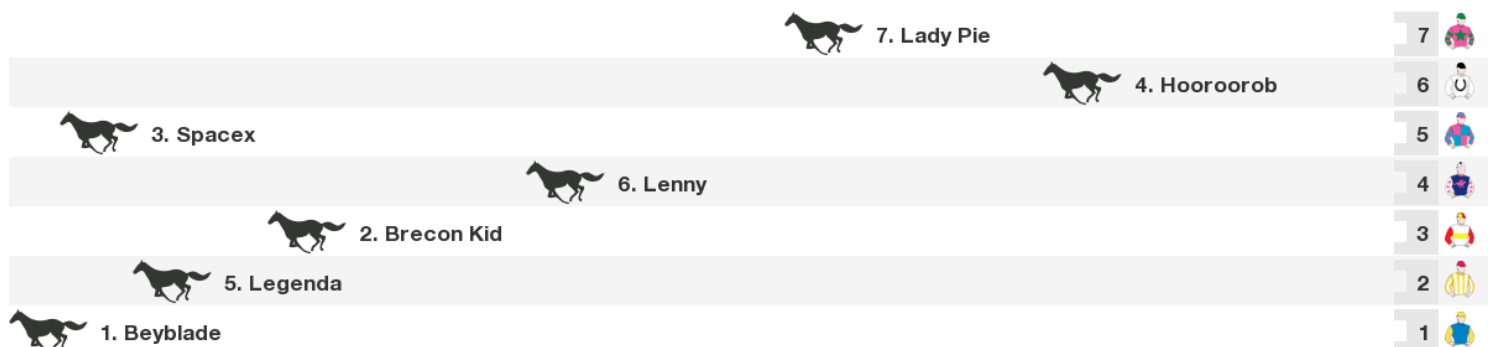 7. Lady Pie 7
4. Hooroorob 6
3. Spacex 5
6. Lenny 4
2. Brecon Kid 3
5. Legenda 2
1. Beyblade 1